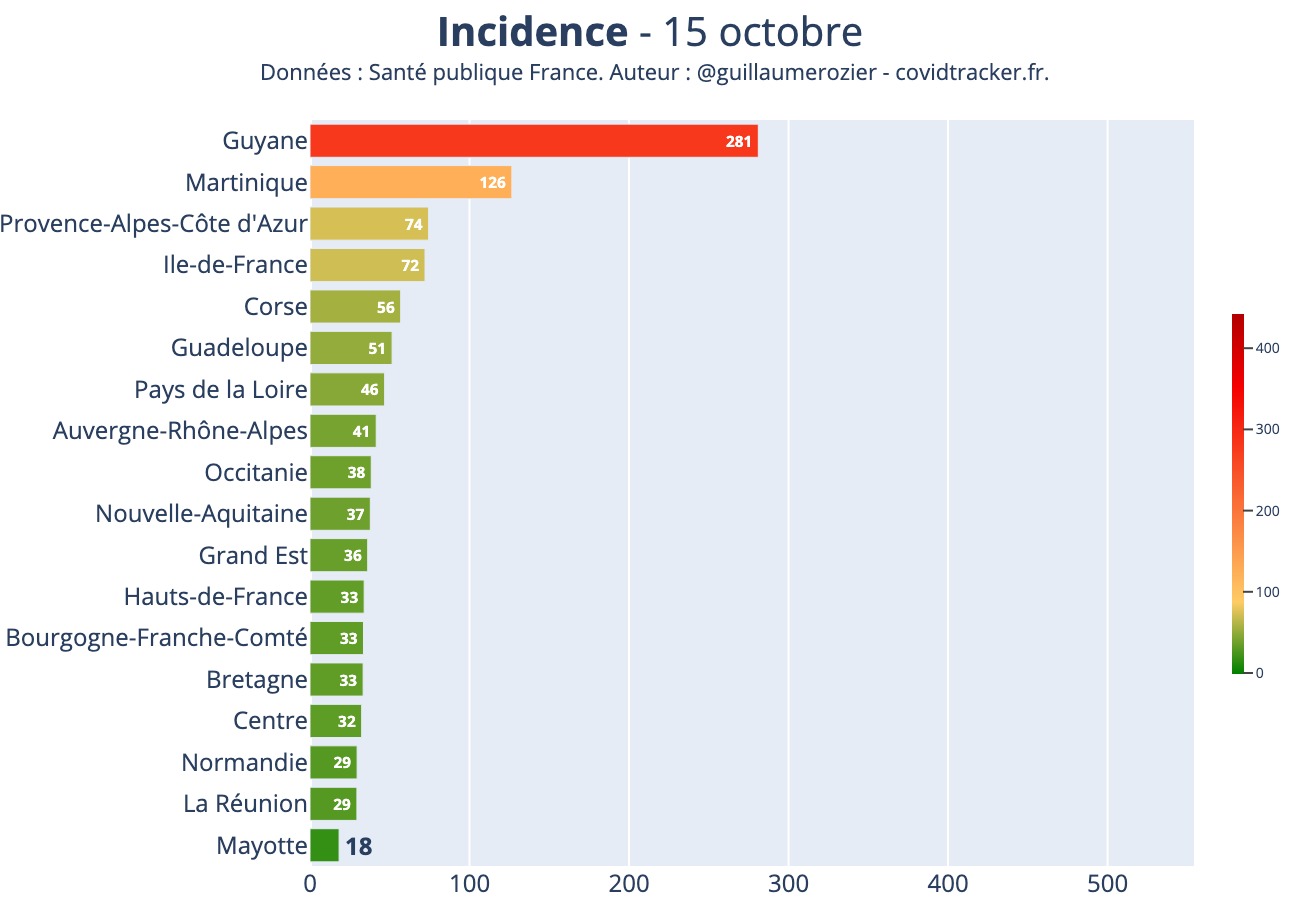 Incidence - 15 octobre
Données : Santé publique France. Auteur : @guillaumerozier - covidtracker.fr.
Guyane 281
Martinique 126
Provence-Alpes-Côte d'Azur 74
Ile-de-France 72
Corse 56
Guadeloupe 51
Pays de la Loire 46
Auvergne-Rhône-Alpes 41
Occitanie 38
Nouvelle-Aquitaine 37
Grand Est 36
Hauts-de-France 33
Bourgogne-Franche-Comté 33
Bretagne 33
Centre 32
Normandie 29
La Réunion 29
Mayotte 18
0 100 200 300 400 500
400
300
200
100
0